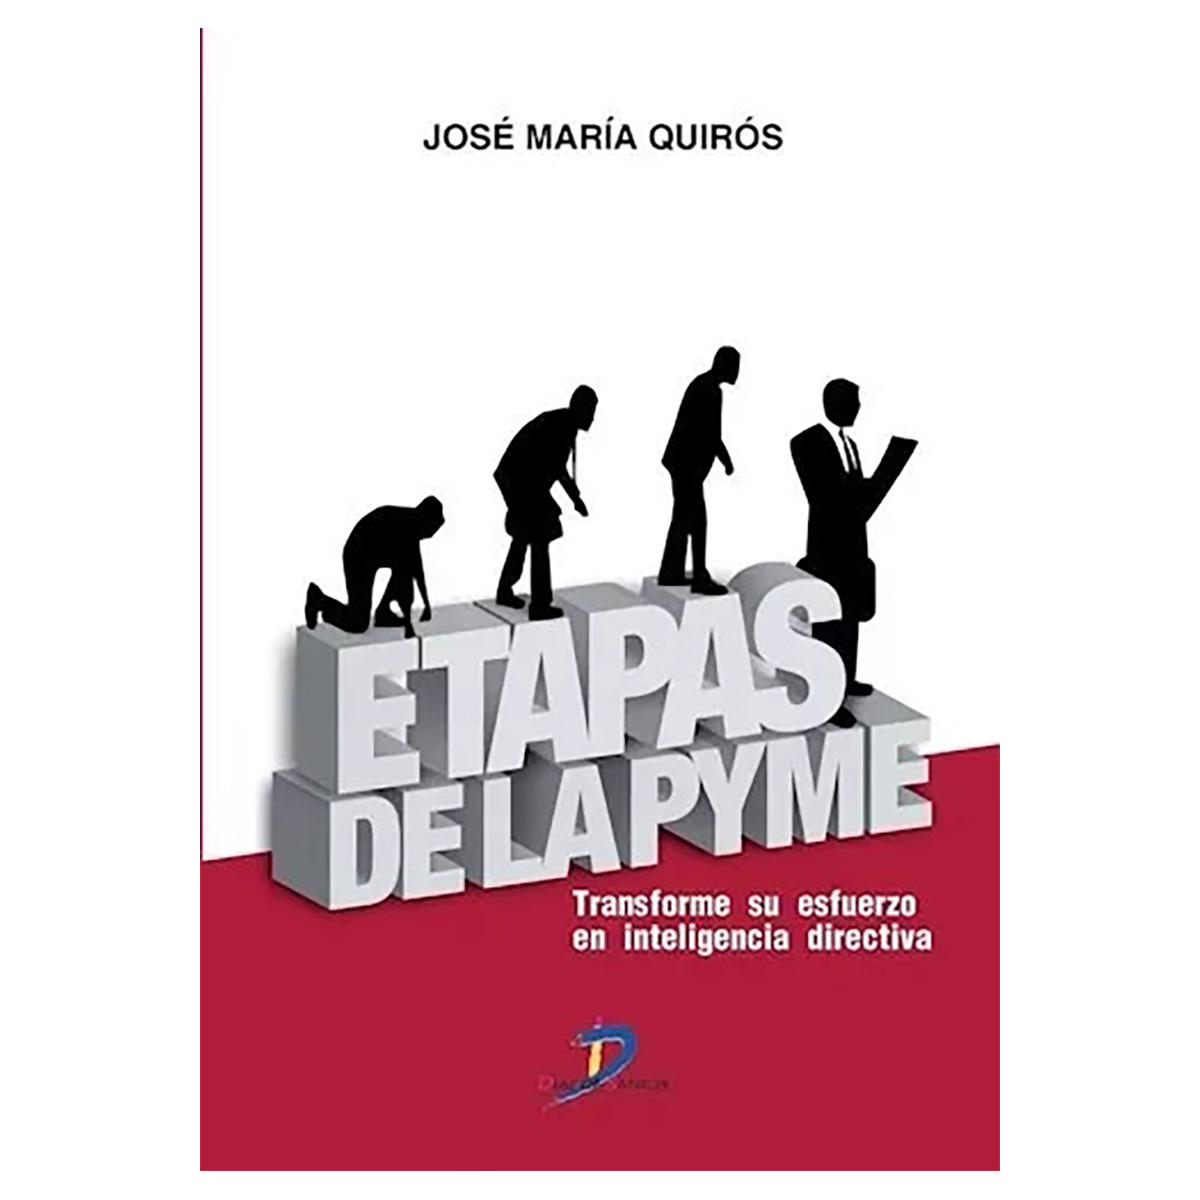 JOSÉ MARÍA QUIRÓS
ETAPAS
DE LA PYME
Transforme su esfuerzo
en inteligencia directiva